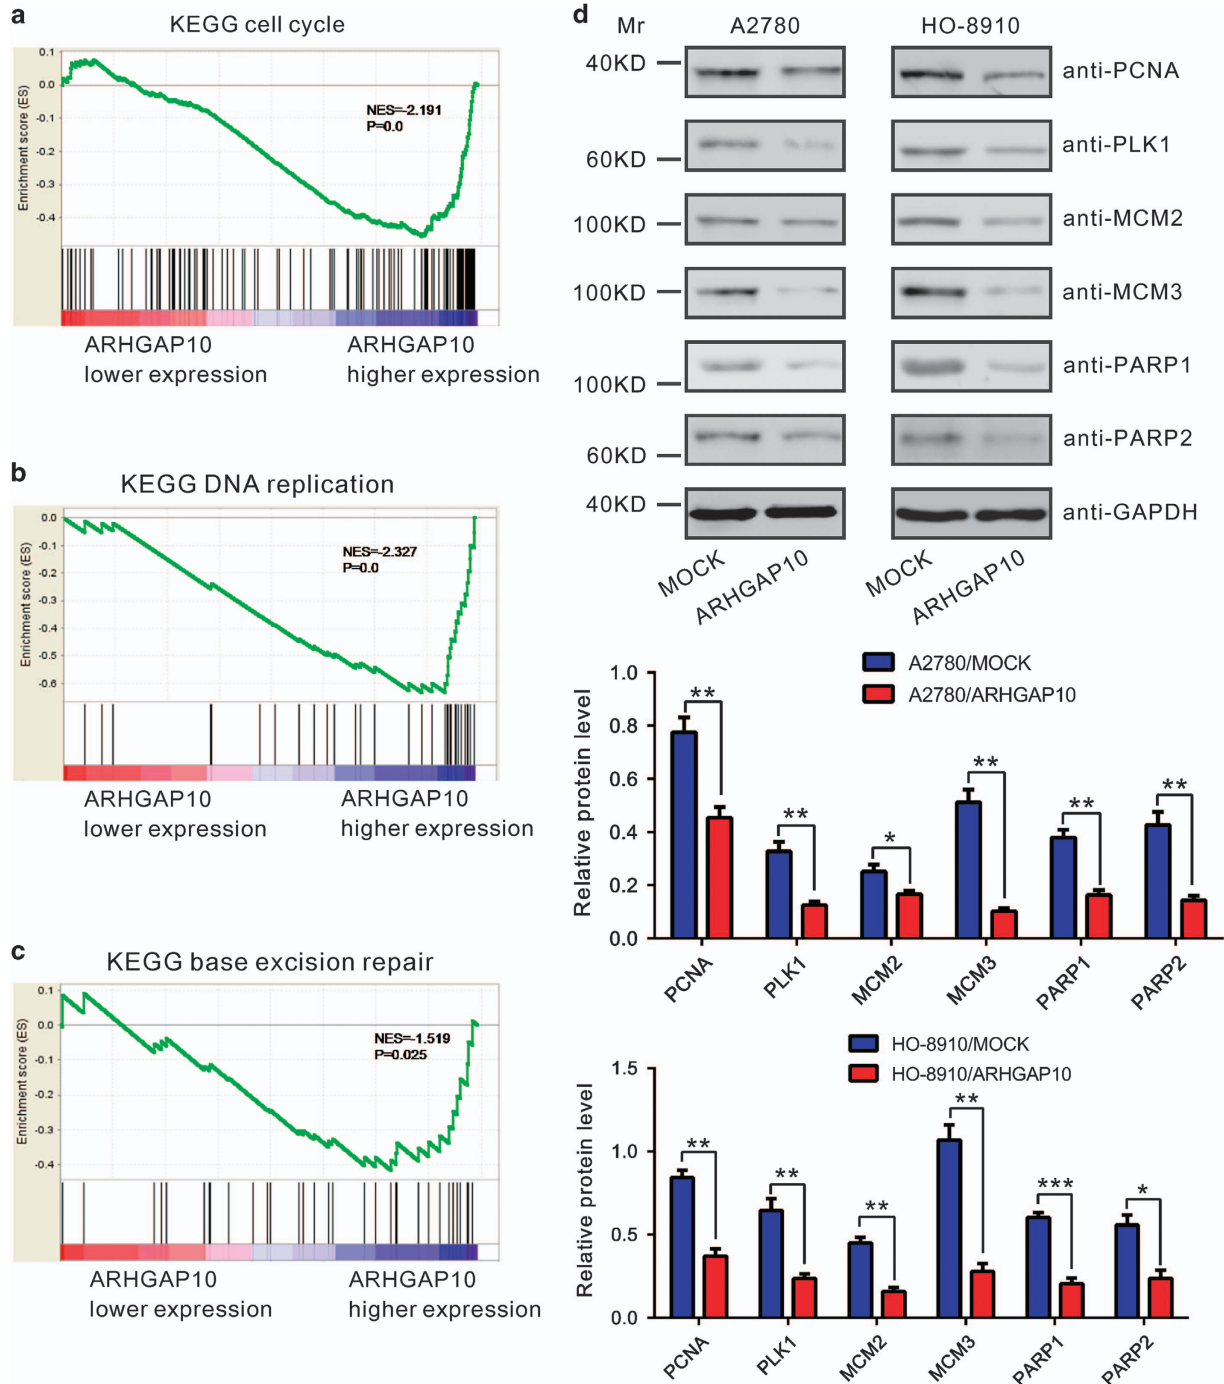 a
KEGG cell cycle
Enrichment score (ES)
0.1
0.0
-0.1
-0.2
-0.3
-0.4
NES=-2.191
P=0.0
ARHGAP10
lower expression
ARHGAP10
higher expression
b
KEGG DNA replication
Enrichment score (ES)
0.0
-0.1
-0.2
-0.3
-0.4
-0.5
-0.6
NES=-2.327
P=0.0
ARHGAP10
lower expression
ARHGAP10
higher expression
c
KEGG base excision repair
Enrichment score (ES)
0.1
0.0
-0.1
-0.2
-0.3
-0.4
NES=-1.519
P=0.025
ARHGAP10
lower expression
ARHGAP10
higher expression
d
Mr
A2780
HO-8910
40KD
anti-PCNA
60KD
anti-PLK1
100KD
anti-MCM2
100KD
anti-MCM3
100KD
anti-PARP1
60KD
anti-PARP2
40KD
anti-GAPDH
MOCK
ARHGAP10
MOCK
ARHGAP10
A2780/MOCK
A2780/ARHGAP10
Relative protein level
1.0
0.8
0.6
0.4
0.2
0.0
**
**
*
**
**
**
PCNA
PLK1
MCM2
MCM3
PARP1
PARP2
HO-8910/MOCK
HO-8910/ARHGAP10
Relative protein level
1.5
1.0
0.5
0.0
**
**
**
**
***
*
PCNA
PLK1
MCM2
MCM3
PARP1
PARP2